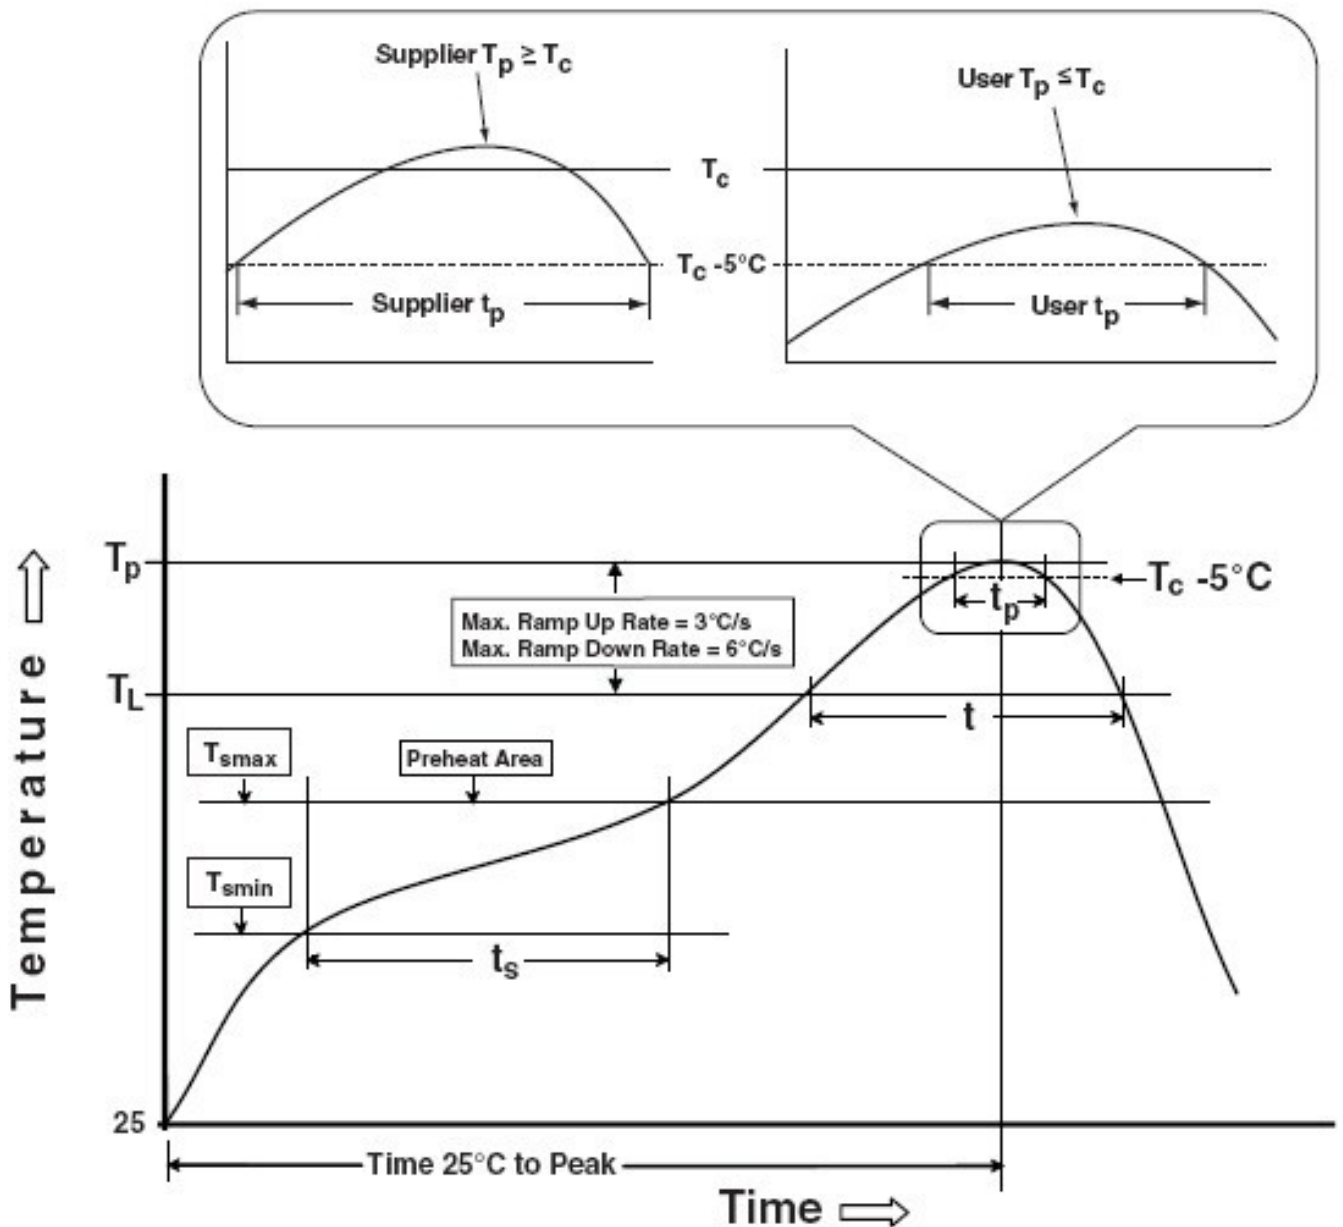 Supplier Tp ≥ Tc
User Tp ≤ Tc
Tc
Tc -5°C
Supplier tp
User tp
Tp
Tc -5°C
tp
Max. Ramp Up Rate = 3°C/s
Max. Ramp Down Rate = 6°C/s
TL
t
Tsmax
Preheat Area
Tsmin
ts
Temperature
25
Time 25°C to Peak
Time